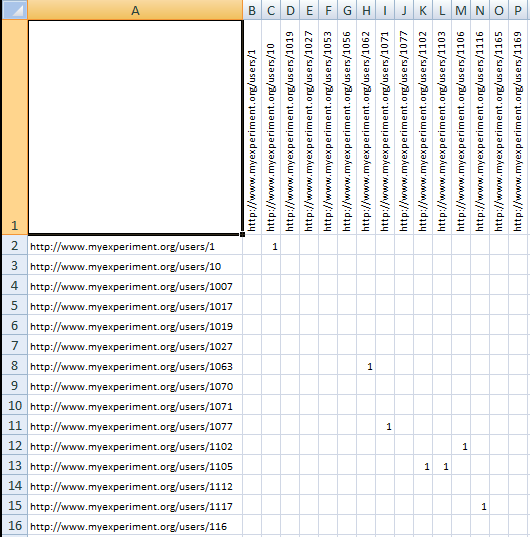 A B C D E F G H I J K L M N O P
1 http://www.myexperiment.org/users/1 http://www.myexperiment.org/users/10 http://www.myexperiment.org/users/1019 http://www.myexperiment.org/users/1027 http://www.myexperiment.org/users/1053 http://www.myexperiment.org/users/1056 http://www.myexperiment.org/users/1062 http://www.myexperiment.org/users/1071 http://www.myexperiment.org/users/1077 http://www.myexperiment.org/users/1102 http://www.myexperiment.org/users/1103 http://www.myexperiment.org/users/1106 http://www.myexperiment.org/users/1116 http://www.myexperiment.org/users/1165 http://www.myexperiment.org/users/1169
2 http://www.myexperiment.org/users/1 1
3 http://www.myexperiment.org/users/10
4 http://www.myexperiment.org/users/1007
5 http://www.myexperiment.org/users/1017
6 http://www.myexperiment.org/users/1019
7 http://www.myexperiment.org/users/1027
8 http://www.myexperiment.org/users/1063 1
9 http://www.myexperiment.org/users/1070
10 http://www.myexperiment.org/users/1071
11 http://www.myexperiment.org/users/1077 1
12 http://www.myexperiment.org/users/1102 1
13 http://www.myexperiment.org/users/1105 1 1
14 http://www.myexperiment.org/users/1112
15 http://www.myexperiment.org/users/1117 1
16 http://www.myexperiment.org/users/116